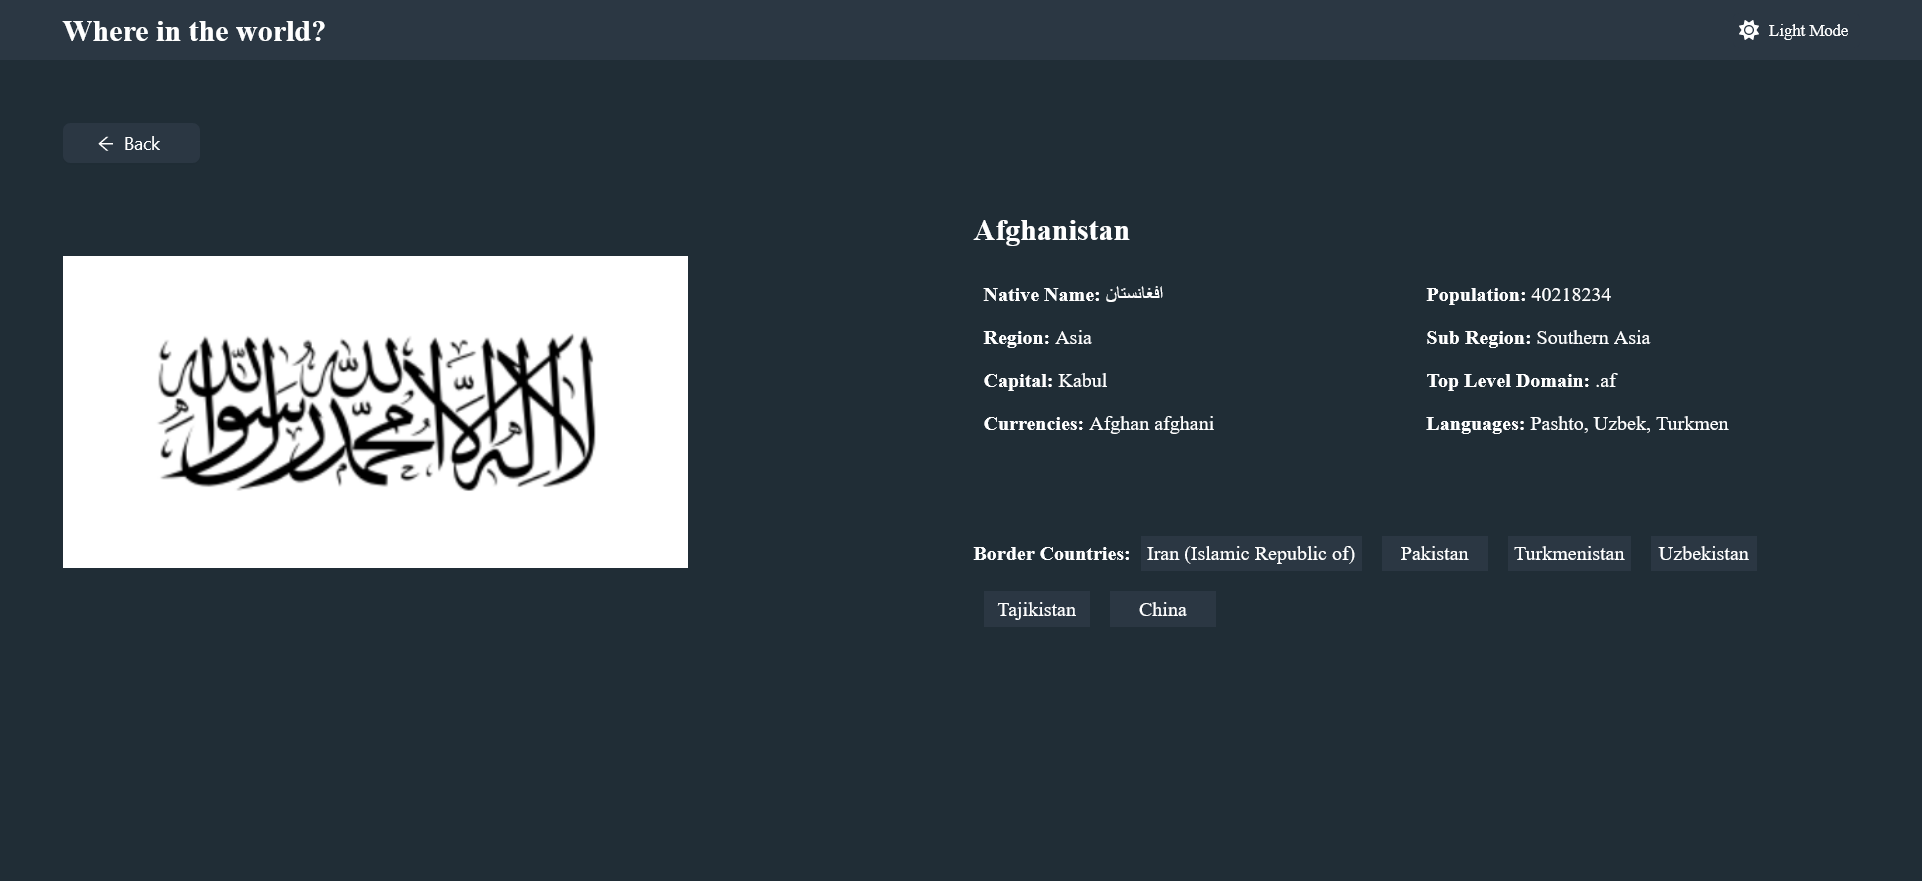 Where in the world?
Light Mode
Back
لا إله إلا الله محمد رسول الله
Afghanistan
Native Name: افغانستان
Population: 40218234
Region: Asia
Sub Region: Southern Asia
Capital: Kabul
Top Level Domain: .af
Currencies: Afghan afghani
Languages: Pashto, Uzbek, Turkmen
Border Countries: Iran (Islamic Republic of) Pakistan Turkmenistan Uzbekistan
Tajikistan China